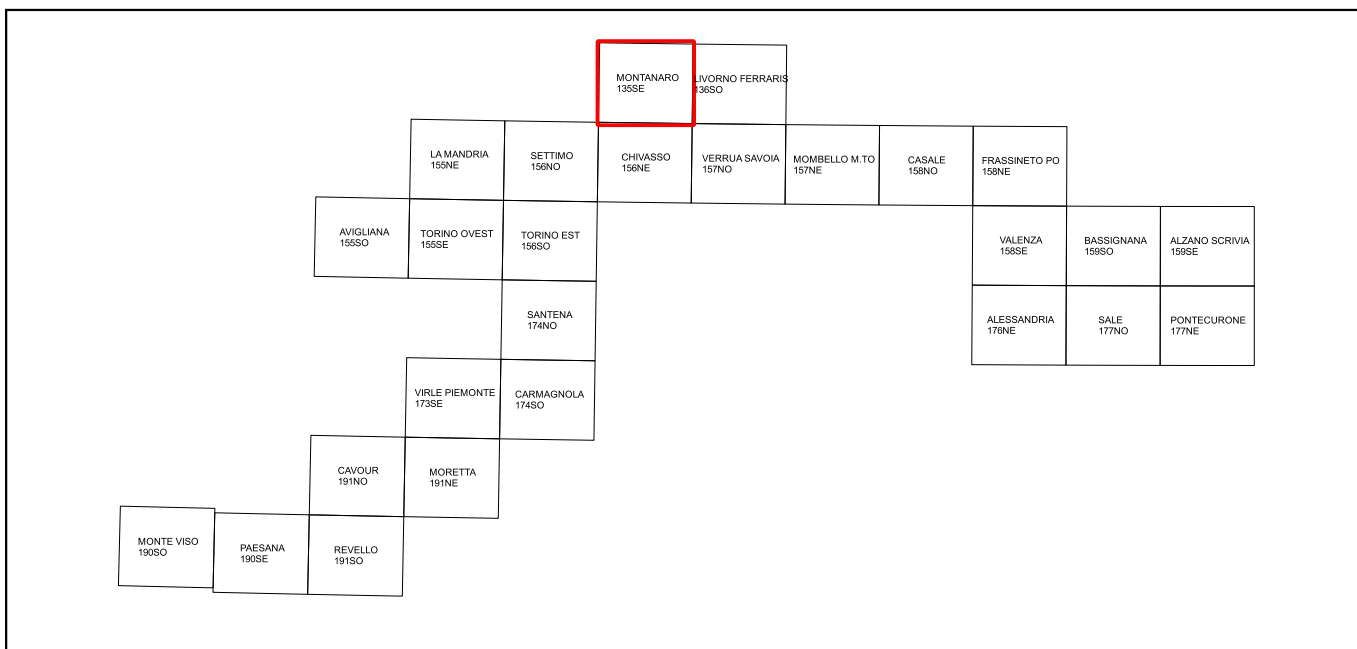 MONTANARO
135SE
LIVORNO FERRARIS
136SO
LA MANDRIA
155NE
SETTIMO
156NO
CHIVASSO
156NE
VERRUA SAVOIA
157NO
MOMBELLO M.TO
157NE
CASALE
158NO
FRASSINETO PO
158NE
AVIGLIANA
155SO
TORINO OVEST
155SE
TORINO EST
156SO
VALENZA
158SE
BASSIGNANA
159SO
ALZANO SCRIVIA
159SE
SANTENA
174NO
ALESSANDRIA
176NE
SALE
177NO
PONTECURONE
177NE
VIRLE PIEMONTE
173SE
CARMAGNOLA
174SO
CAVOUR
191NO
MORETTA
191NE
MONTE VISO
190SO
PAESANA
190SE
REVELLO
191SO